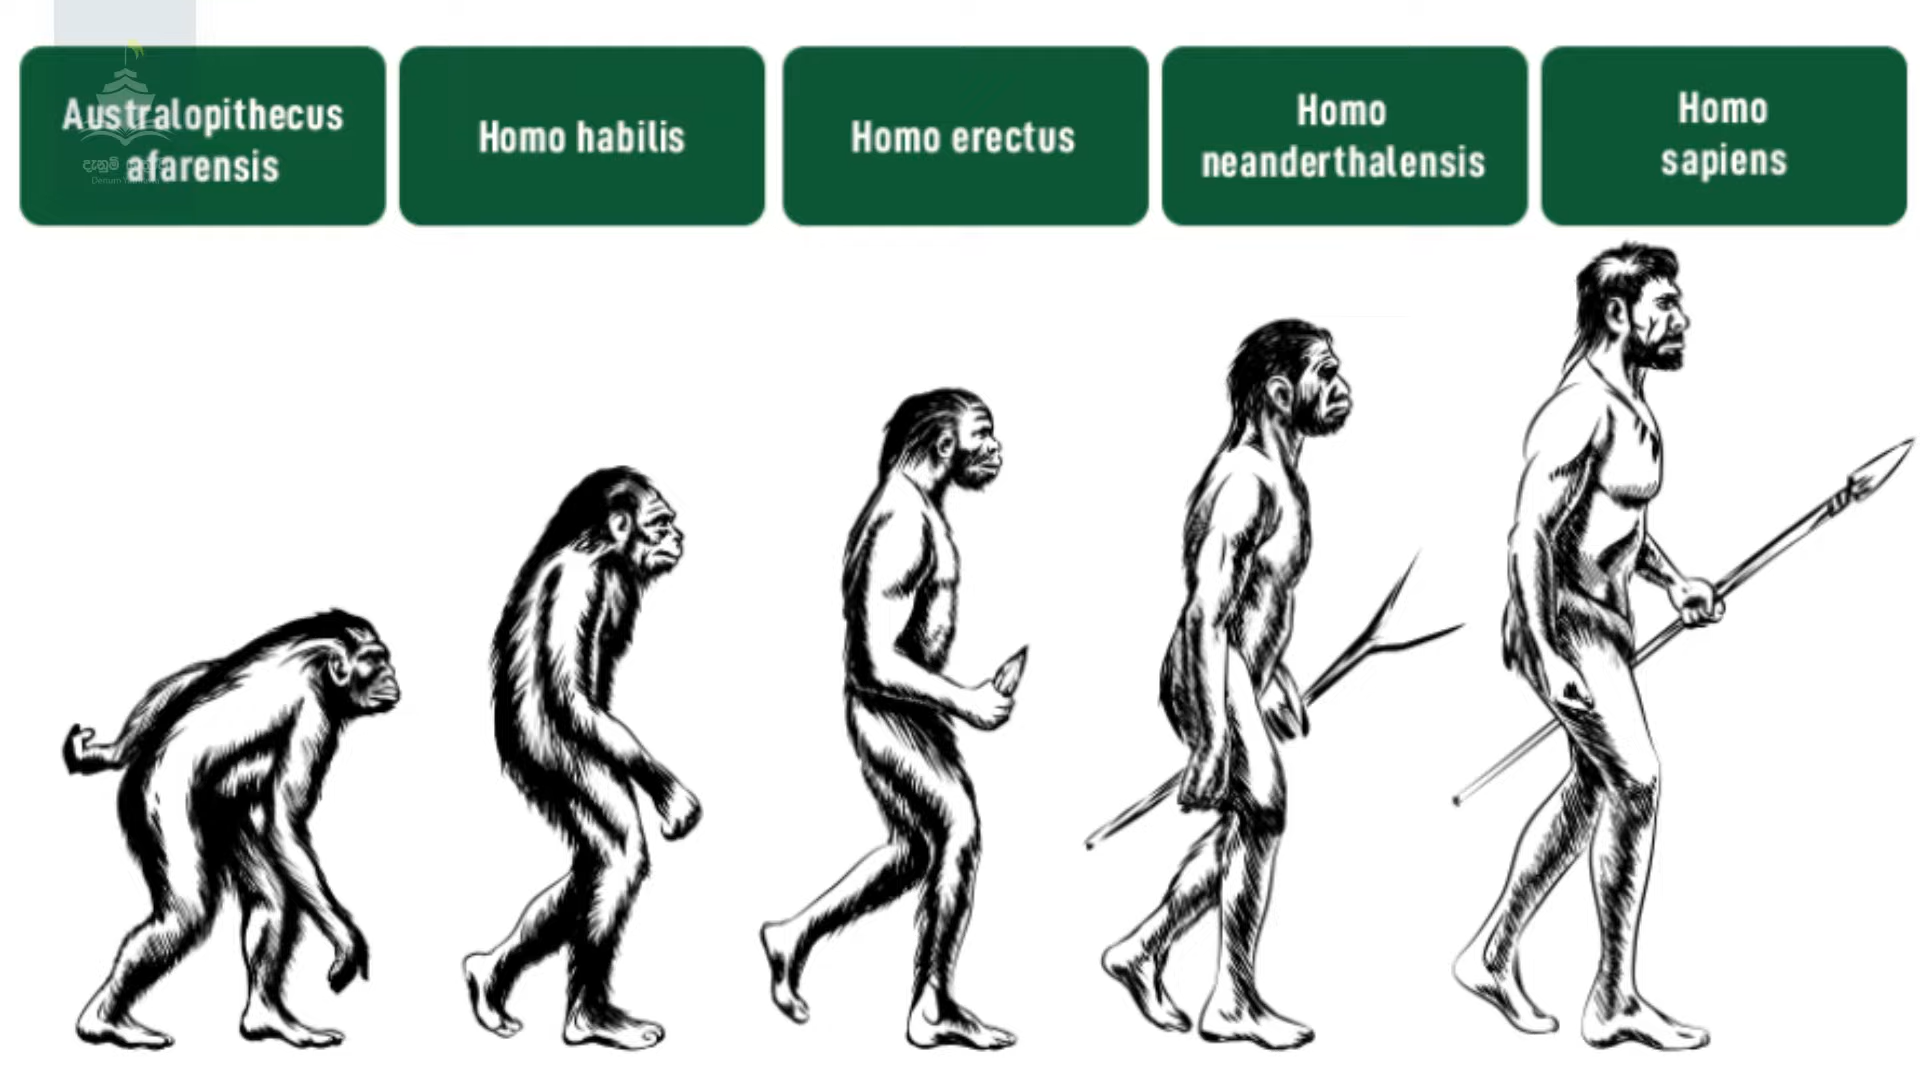 Australopithecus
afarensis
Homo habilis
Homo erectus
Homo
neanderthalensis
Homo
sapiens
දැනුම